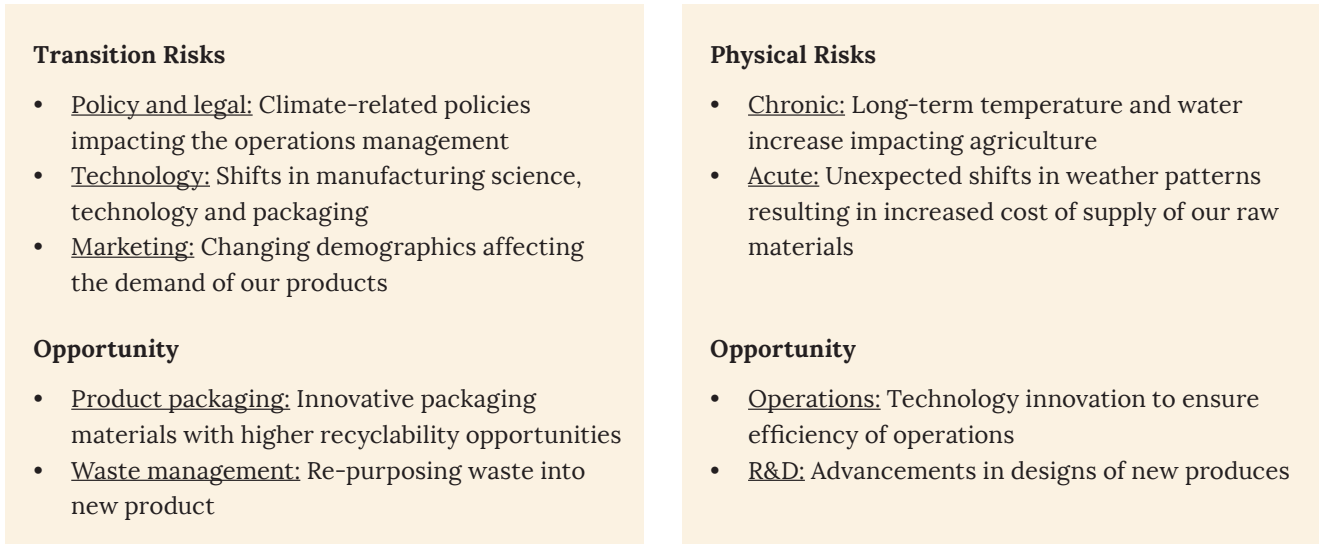 Transition Risks
• Policy and legal: Climate-related policies
impacting the operations management
• Technology: Shifts in manufacturing science,
technology and packaging
• Marketing: Changing demographics affecting
the demand of our products
Opportunity
• Product packaging: Innovative packaging
materials with higher recyclability opportunities
• Waste management: Re-purposing waste into
new product
Physical Risks
• Chronic: Long-term temperature and water
increase impacting agriculture
• Acute: Unexpected shifts in weather patterns
resulting in increased cost of supply of our raw
materials
Opportunity
• Operations: Technology innovation to ensure
efficiency of operations
• R&D: Advancements in designs of new produces